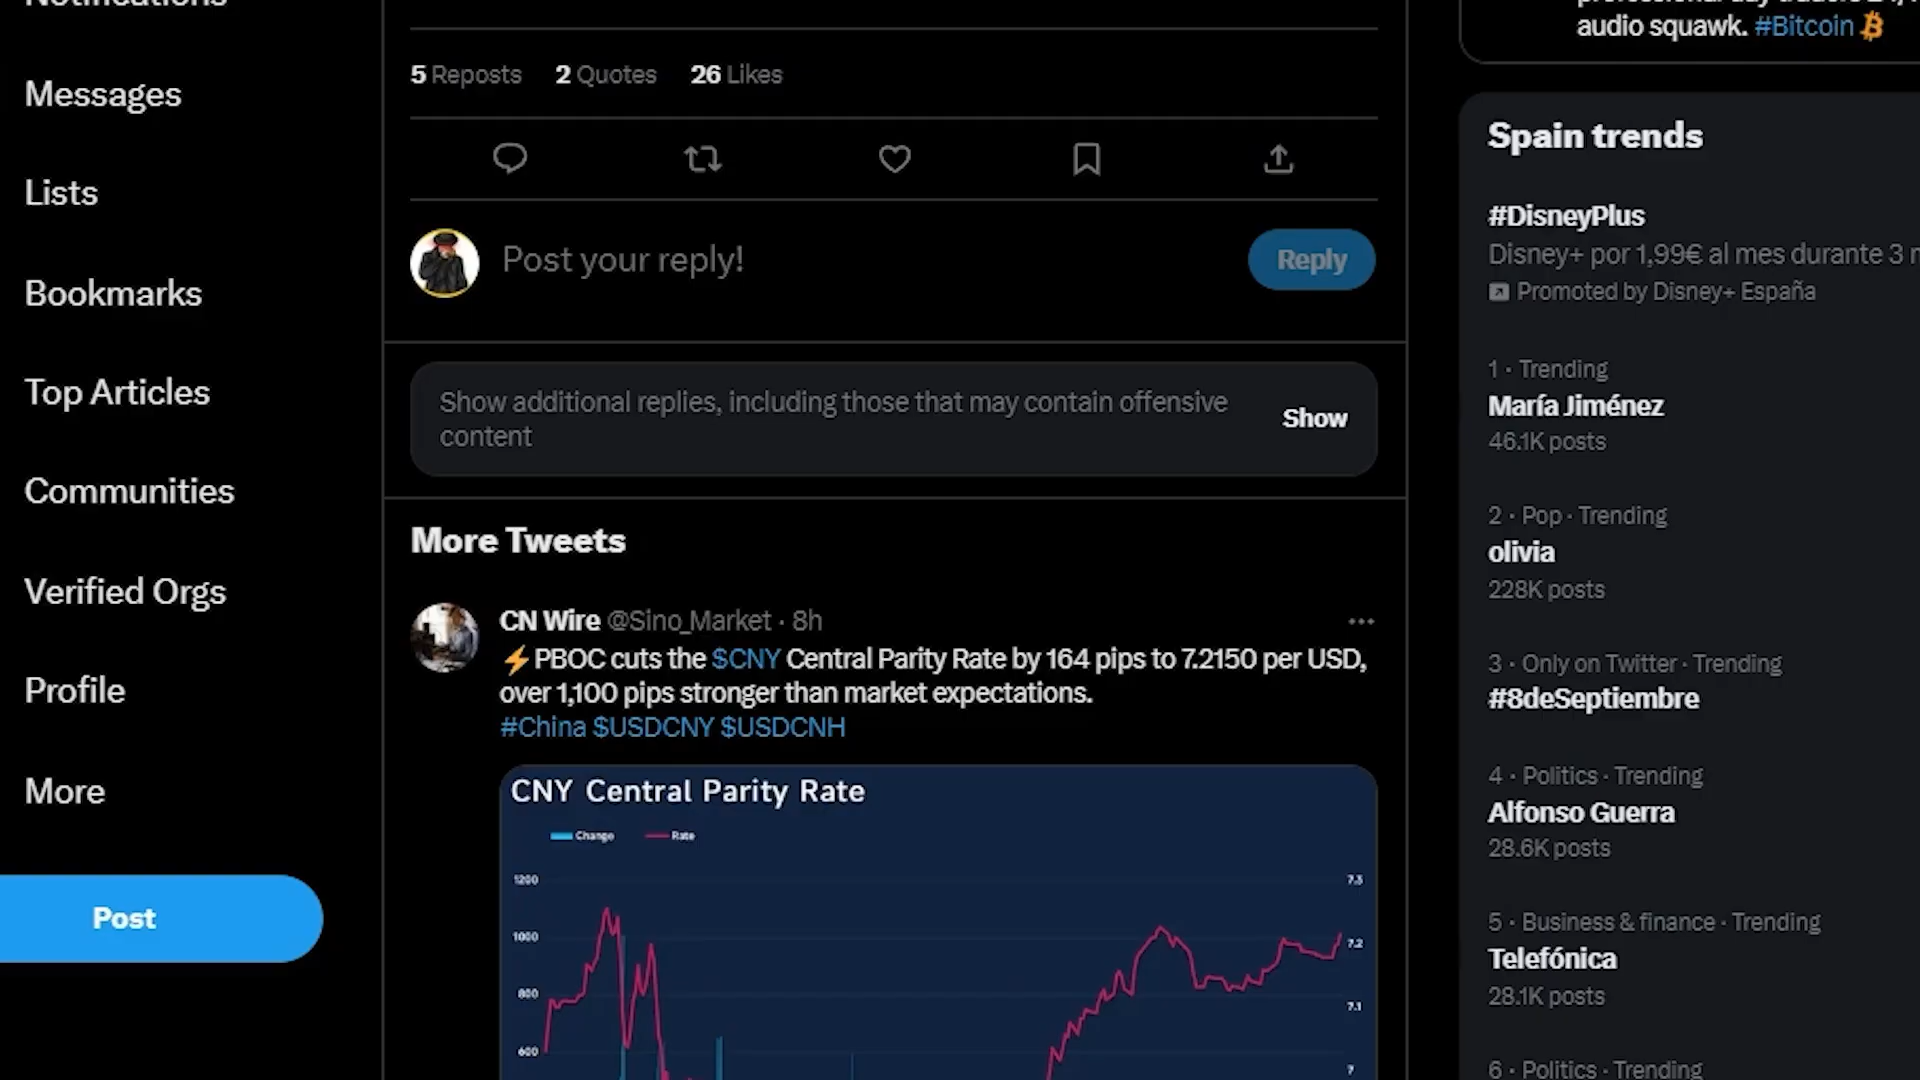 Notifications
Messages
Lists
Bookmarks
Top Articles
Communities
Verified Orgs
Profile
More
Post
5 Reposts 2 Quotes 26 Likes
Post your reply!
Reply
Show additional replies, including those that may contain offensive
content
Show
More Tweets
CN Wire @Sino_Market · 8h
⚡PBOC cuts the $CNY Central Parity Rate by 164 pips to 7.2150 per USD,
over 1,100 pips stronger than market expectations.
#China $USDCNY $USDCNH
CNY Central Parity Rate
Change Rate
1200
1000
800
600
7.3
7.2
7.1
7
audio squawk. #Bitcoin
Spain trends
#DisneyPlus
Disney+ por 1,99€ al mes durante 3
Promoted by Disney+ España
1 · Trending
María Jiménez
46.1K posts
2 · Pop · Trending
olivia
228K posts
3 · Only on Twitter · Trending
#8deSeptiembre
4 · Politics · Trending
Alfonso Guerra
28.6K posts
5 · Business & finance · Trending
Telefónica
28.1K posts
6 · Politics · Trending